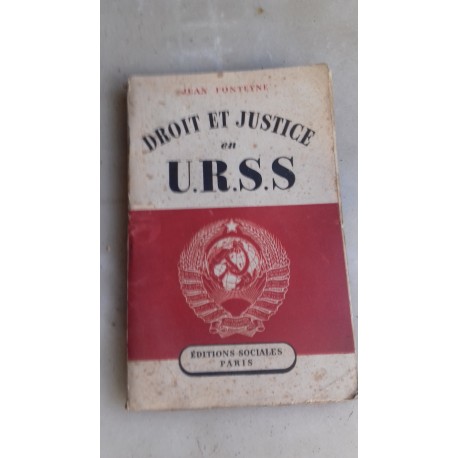 JEAN FONTEYNE
DROIT ET JUSTICE
en
U.R.S.S
ÉDITIONS SOCIALES
PARIS